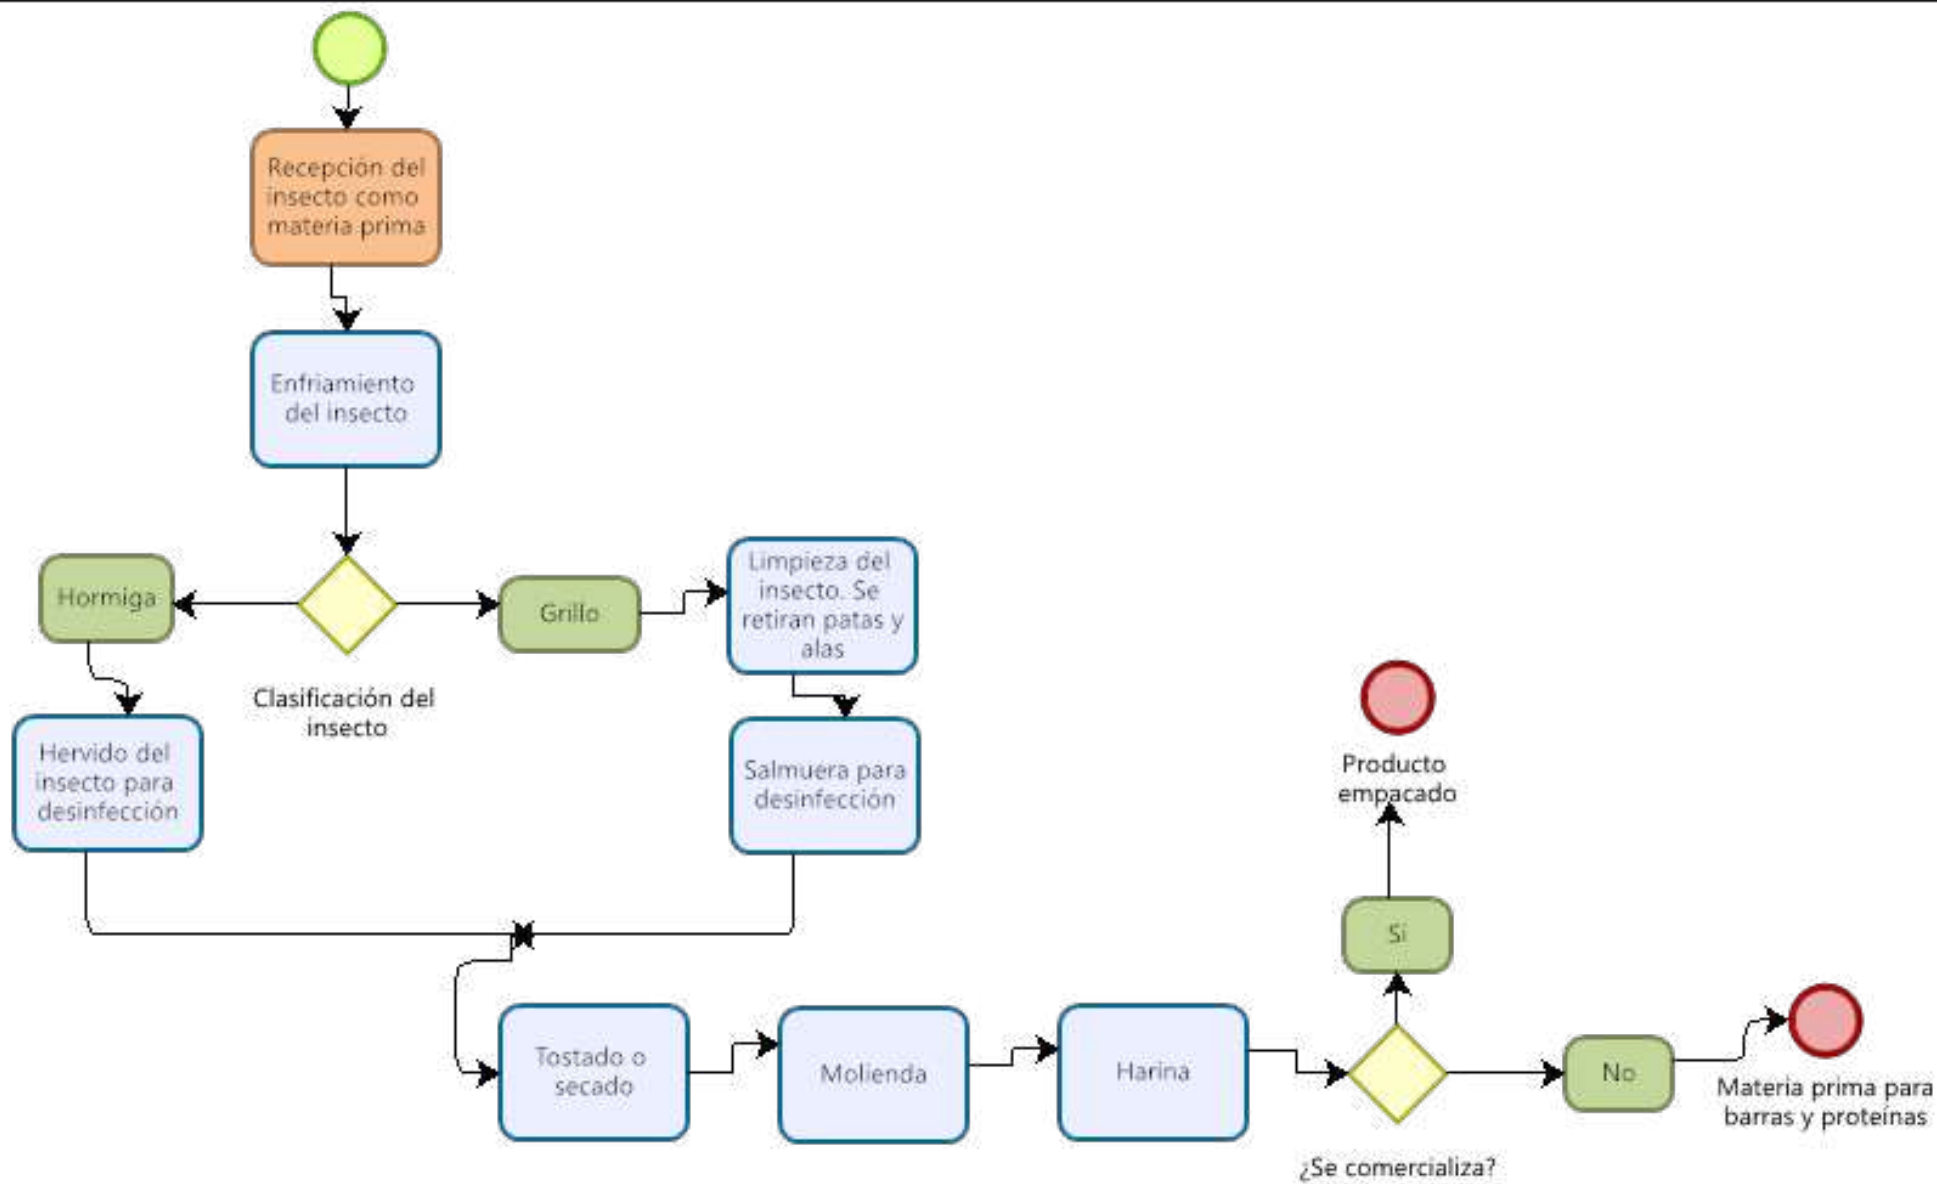 Recepción del
insecto como
materia prima
Enfriamiento
del insecto
Hormiga
Grillo
Limpieza del
insecto. Se
retiran patas y
alas
Clasificación del
insecto
Hervido del
insecto para
desinfección
Salmuera para
desinfección
Producto
empacado
Si
Tostado o
secado
Molienda
Harina
No
Materia prima para
barras y proteínas
¿Se comercializa?